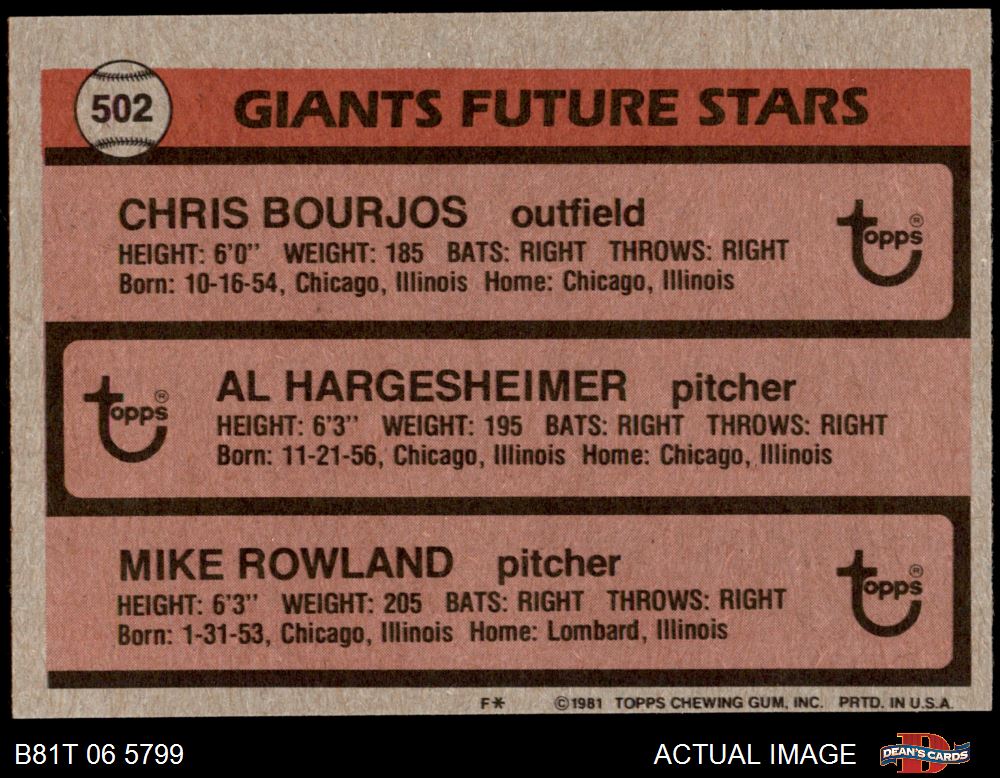 502 GIANTS FUTURE STARS
CHRIS BOURJOS outfield
HEIGHT: 6'0" WEIGHT: 185 BATS: RIGHT THROWS: RIGHT
Born: 10-16-54, Chicago, Illinois Home: Chicago, Illinois
topps®
AL HARGESHEIMER pitcher
HEIGHT: 6'3" WEIGHT: 195 BATS: RIGHT THROWS: RIGHT
Born: 11-21-56, Chicago, Illinois Home: Chicago, Illinois
topps®
MIKE ROWLAND pitcher
HEIGHT: 6'3" WEIGHT: 205 BATS: RIGHT THROWS: RIGHT
Born: 1-31-53, Chicago, Illinois Home: Lombard, Illinois
topps®
F* ©1981 TOPPS CHEWING GUM, INC. PRTD. IN U.S.A.
B81T 06 5799 ACTUAL IMAGE DEAN'S CARDS